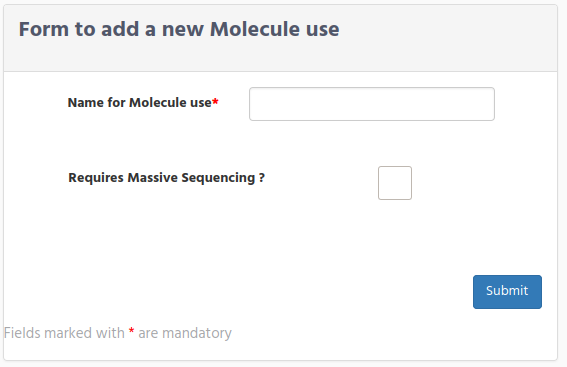 Form to add a new Molecule use
Name for Molecule use*
Requires Massive Sequencing ?
Submit
Fields marked with * are mandatory